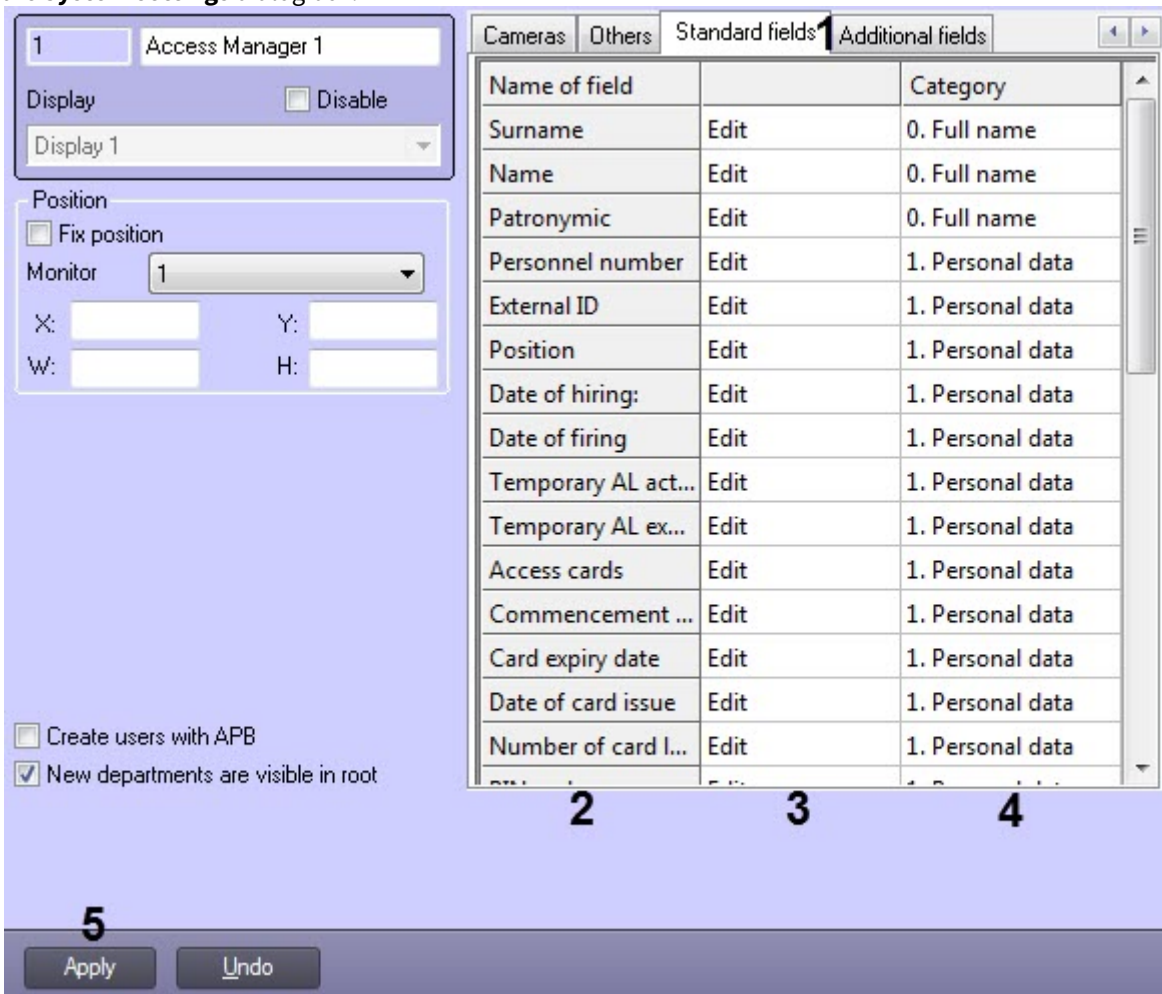 1 Access Manager 1
Display Disable
Display 1
Position
Fix position
Monitor 1
X: Y:
W: H:
Create users with APB
New departments are visible in root
Cameras Others Standard fields 1 Additional fields
Name of field Category
Surname Edit 0. Full name
Name Edit 0. Full name
Patronymic Edit 0. Full name
Personnel number Edit 1. Personal data
External ID Edit 1. Personal data
Position Edit 1. Personal data
Date of hiring: Edit 1. Personal data
Date of firing Edit 1. Personal data
Temporary AL act... Edit 1. Personal data
Temporary AL ex... Edit 1. Personal data
Access cards Edit 1. Personal data
Commencement ... Edit 1. Personal data
Card expiry date Edit 1. Personal data
Date of card issue Edit 1. Personal data
Number of card l... Edit 1. Personal data
2 3 4
5
Apply Undo